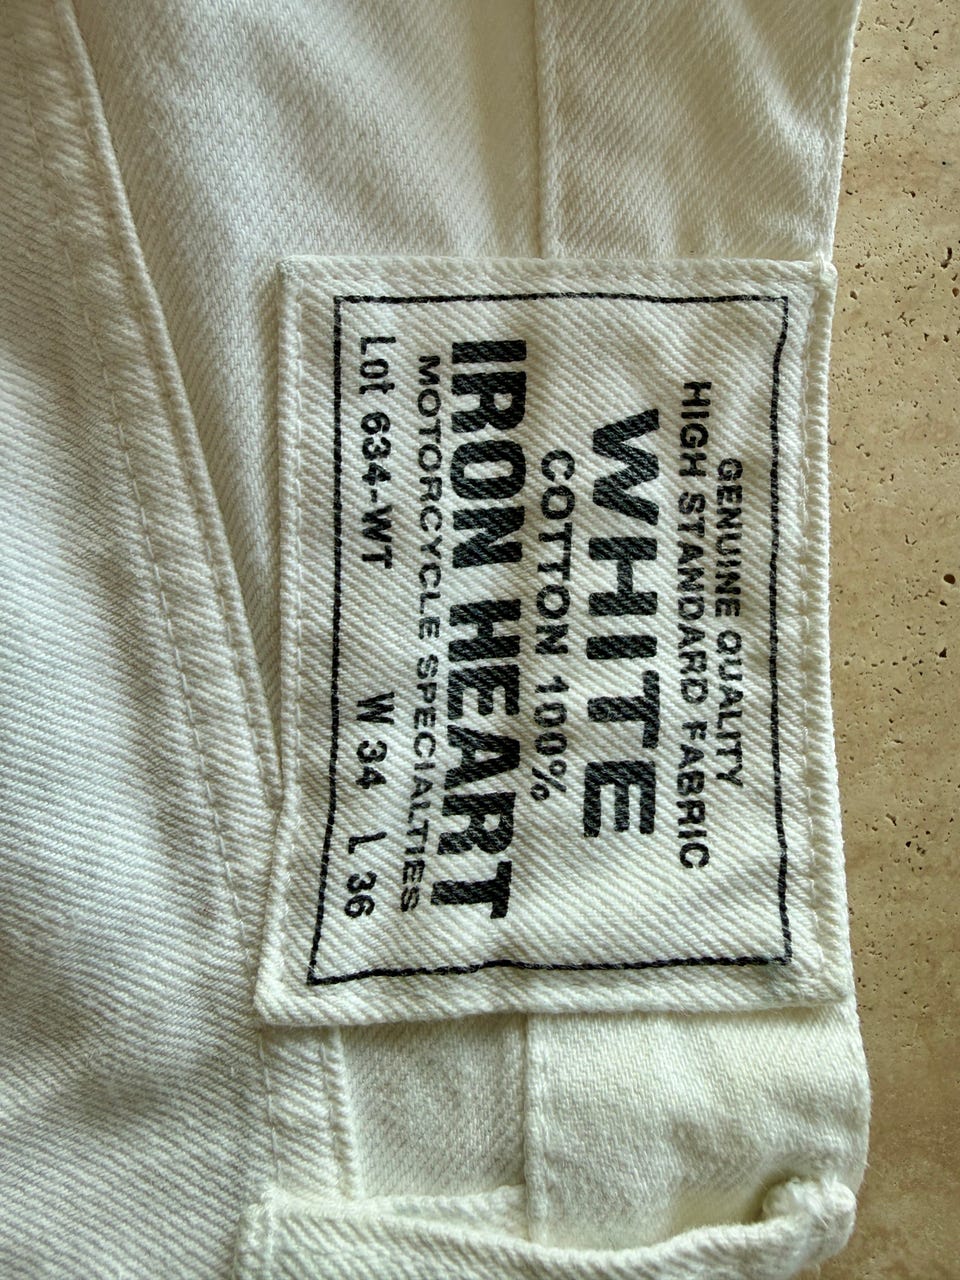 GENUINE QUALITY
HIGH STANDARD FABRIC
WHITE
COTTON 100%
IRON HEART
MOTORCYCLE SPECIALTIES
Lot 634-WT W 34 L 36